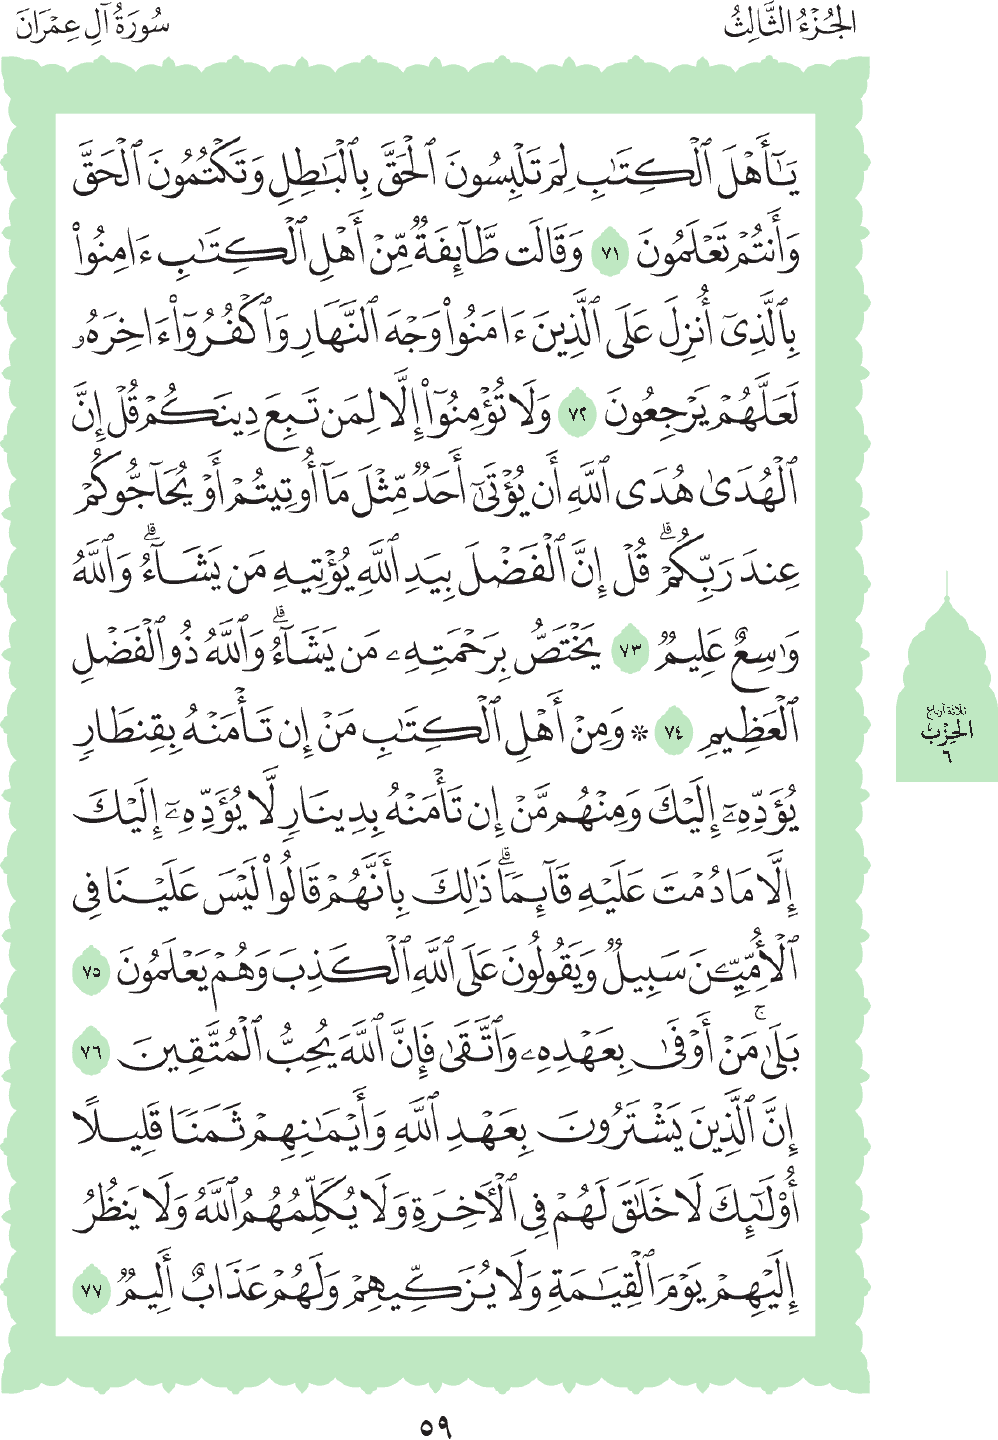 الجُزْءُ الثَّالِثُ
سُورَةُ آلِ عِمْرَانَ
يَـٰٓأَهْلَ ٱلْكِتَـٰبِ لِمَ تَلْبِسُونَ ٱلْحَقَّ بِٱلْبَـٰطِلِ وَتَكْتُمُونَ ٱلْحَقَّ
وَأَنتُمْ تَعْلَمُونَ ٧١ وَقَالَت طَّآئِفَةٌ مِّنْ أَهْلِ ٱلْكِتَـٰبِ ءَامِنُوا۟
بِٱلَّذِىٓ أُنزِلَ عَلَى ٱلَّذِينَ ءَامَنُوا۟ وَجْهَ ٱلنَّهَارِ وَٱكْفُرُوٓا۟ ءَاخِرَهُۥ
لَعَلَّهُمْ يَرْجِعُونَ ٧٢ وَلَا تُؤْمِنُوٓا۟ إِلَّا لِمَن تَبِعَ دِينَكُمْ قُلْ إِنَّ
ٱلْهُدَىٰ هُدَى ٱللَّهِ أَن يُؤْتَىٰٓ أَحَدٌ مِّثْلَ مَآ أُوتِيتُمْ أَوْ يُحَآجُّوكُمْ
عِندَ رَبِّكُمْ ۗ قُلْ إِنَّ ٱلْفَضْلَ بِيَدِ ٱللَّهِ يُؤْتِيهِ مَن يَشَآءُ ۗ وَٱللَّهُ
وَٰسِعٌ عَلِيمٌ ٧٣ يَخْتَصُّ بِرَحْمَتِهِۦ مَن يَشَآءُ ۗ وَٱللَّهُ ذُو ٱلْفَضْلِ
ٱلْعَظِيمِ ٧٤ ۞ وَمِنْ أَهْلِ ٱلْكِتَـٰبِ مَنْ إِن تَأْمَنْهُ بِقِنطَارٍ
يُؤَدِّهِۦٓ إِلَيْكَ وَمِنْهُم مَّنْ إِن تَأْمَنْهُ بِدِينَارٍ لَّا يُؤَدِّهِۦٓ إِلَيْكَ
إِلَّا مَا دُمْتَ عَلَيْهِ قَآئِمًا ۗ ذَٰلِكَ بِأَنَّهُمْ قَالُوا۟ لَيْسَ عَلَيْنَا فِى
ٱلْأُمِّيِّـۧنَ سَبِيلٌ وَيَقُولُونَ عَلَى ٱللَّهِ ٱلْكَذِبَ وَهُمْ يَعْلَمُونَ ٧٥
بَلَىٰ ۚ مَنْ أَوْفَىٰ بِعَهْدِهِۦ وَٱتَّقَىٰ فَإِنَّ ٱللَّهَ يُحِبُّ ٱلْمُتَّقِينَ ٧٦
إِنَّ ٱلَّذِينَ يَشْتَرُونَ بِعَهْدِ ٱللَّهِ وَأَيْمَـٰنِهِمْ ثَمَنًا قَلِيلًا
أُو۟لَـٰٓئِكَ لَا خَلَـٰقَ لَهُمْ فِى ٱلْـَٔاخِرَةِ وَلَا يُكَلِّمُهُمُ ٱللَّهُ وَلَا يَنظُرُ
إِلَيْهِمْ يَوْمَ ٱلْقِيَـٰمَةِ وَلَا يُزَكِّيهِمْ وَلَهُمْ عَذَابٌ أَلِيمٌ ٧٧
ثلاثة أرباع
الحِزْبُ
٦
٥٩